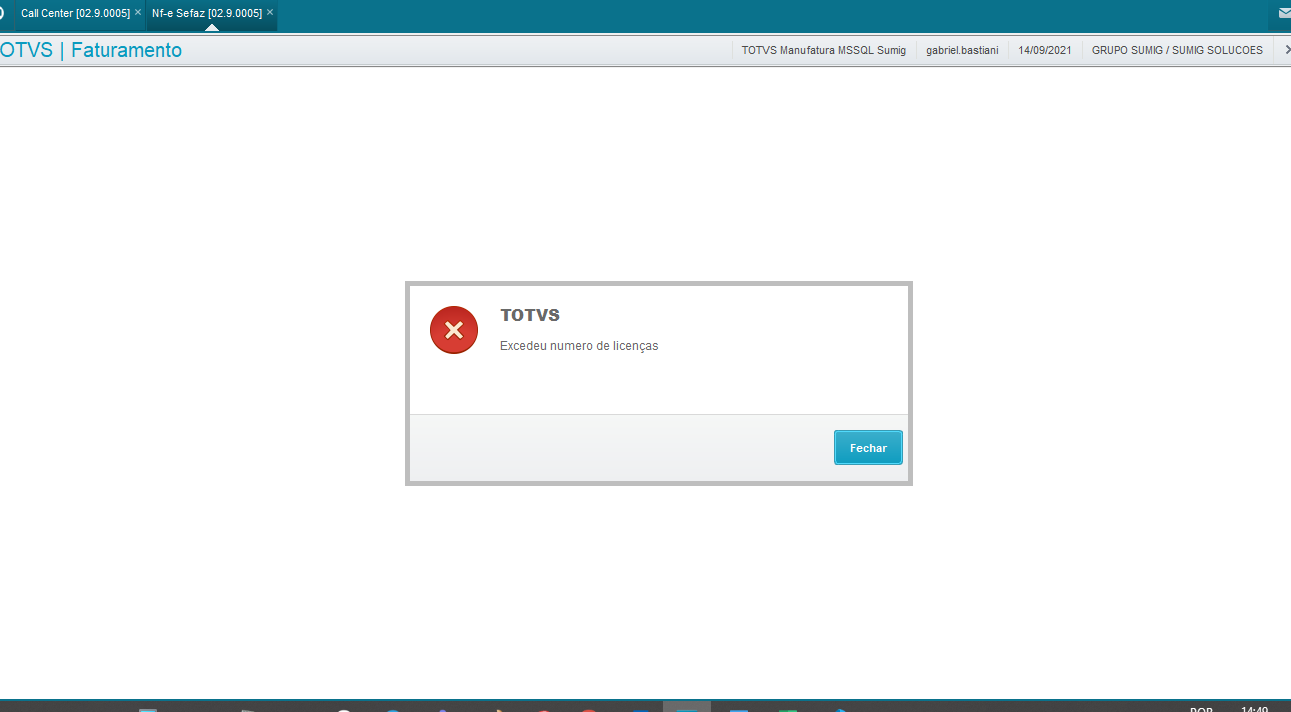 Call Center [02.9.0005] × Nf-e Sefaz [02.9.0005] ×
OTVS | Faturamento TOTVS Manufatura MSSQL Sumig gabriel.bastiani 14/09/2021 GRUPO SUMIG / SUMIG SOLUCOES
TOTVS
Excedeu numero de licenças
Fechar
POR 14:49